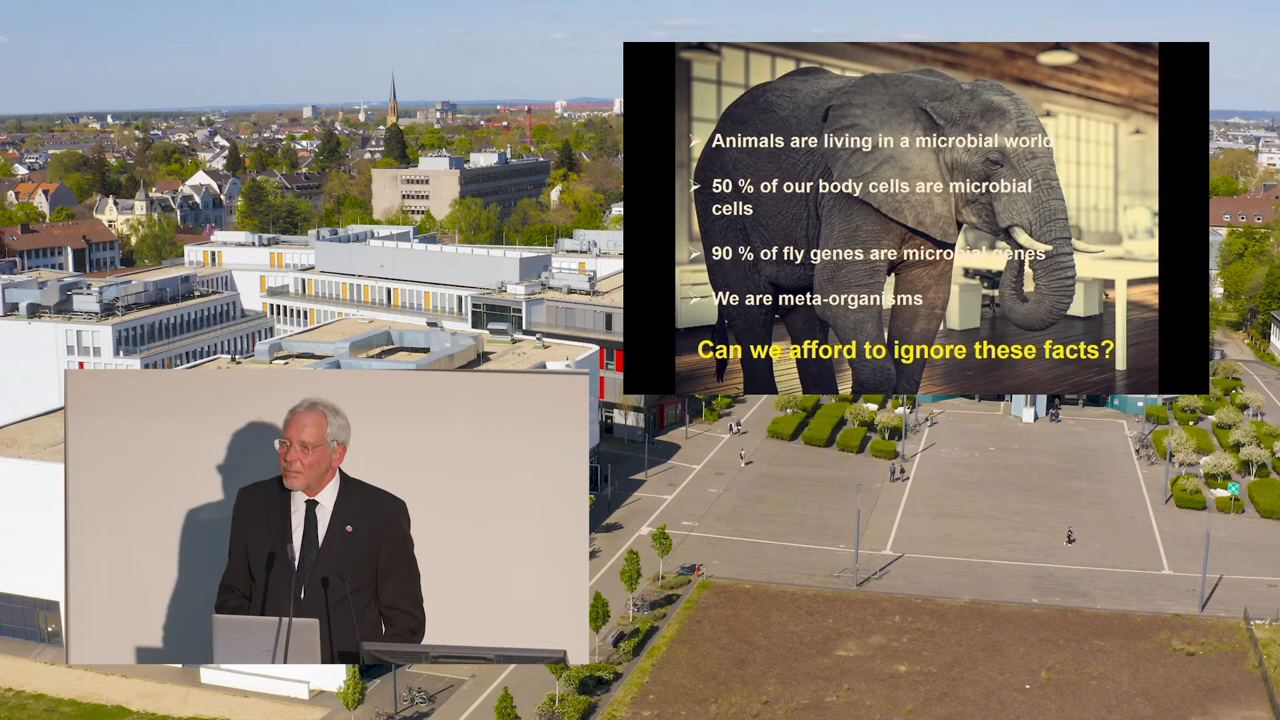 ➢ Animals are living in a microbial world
➢ 50 % of our body cells are microbial
cells
➢ 90 % of fly genes are microbial genes
➢ We are meta-organisms
Can we afford to ignore these facts?